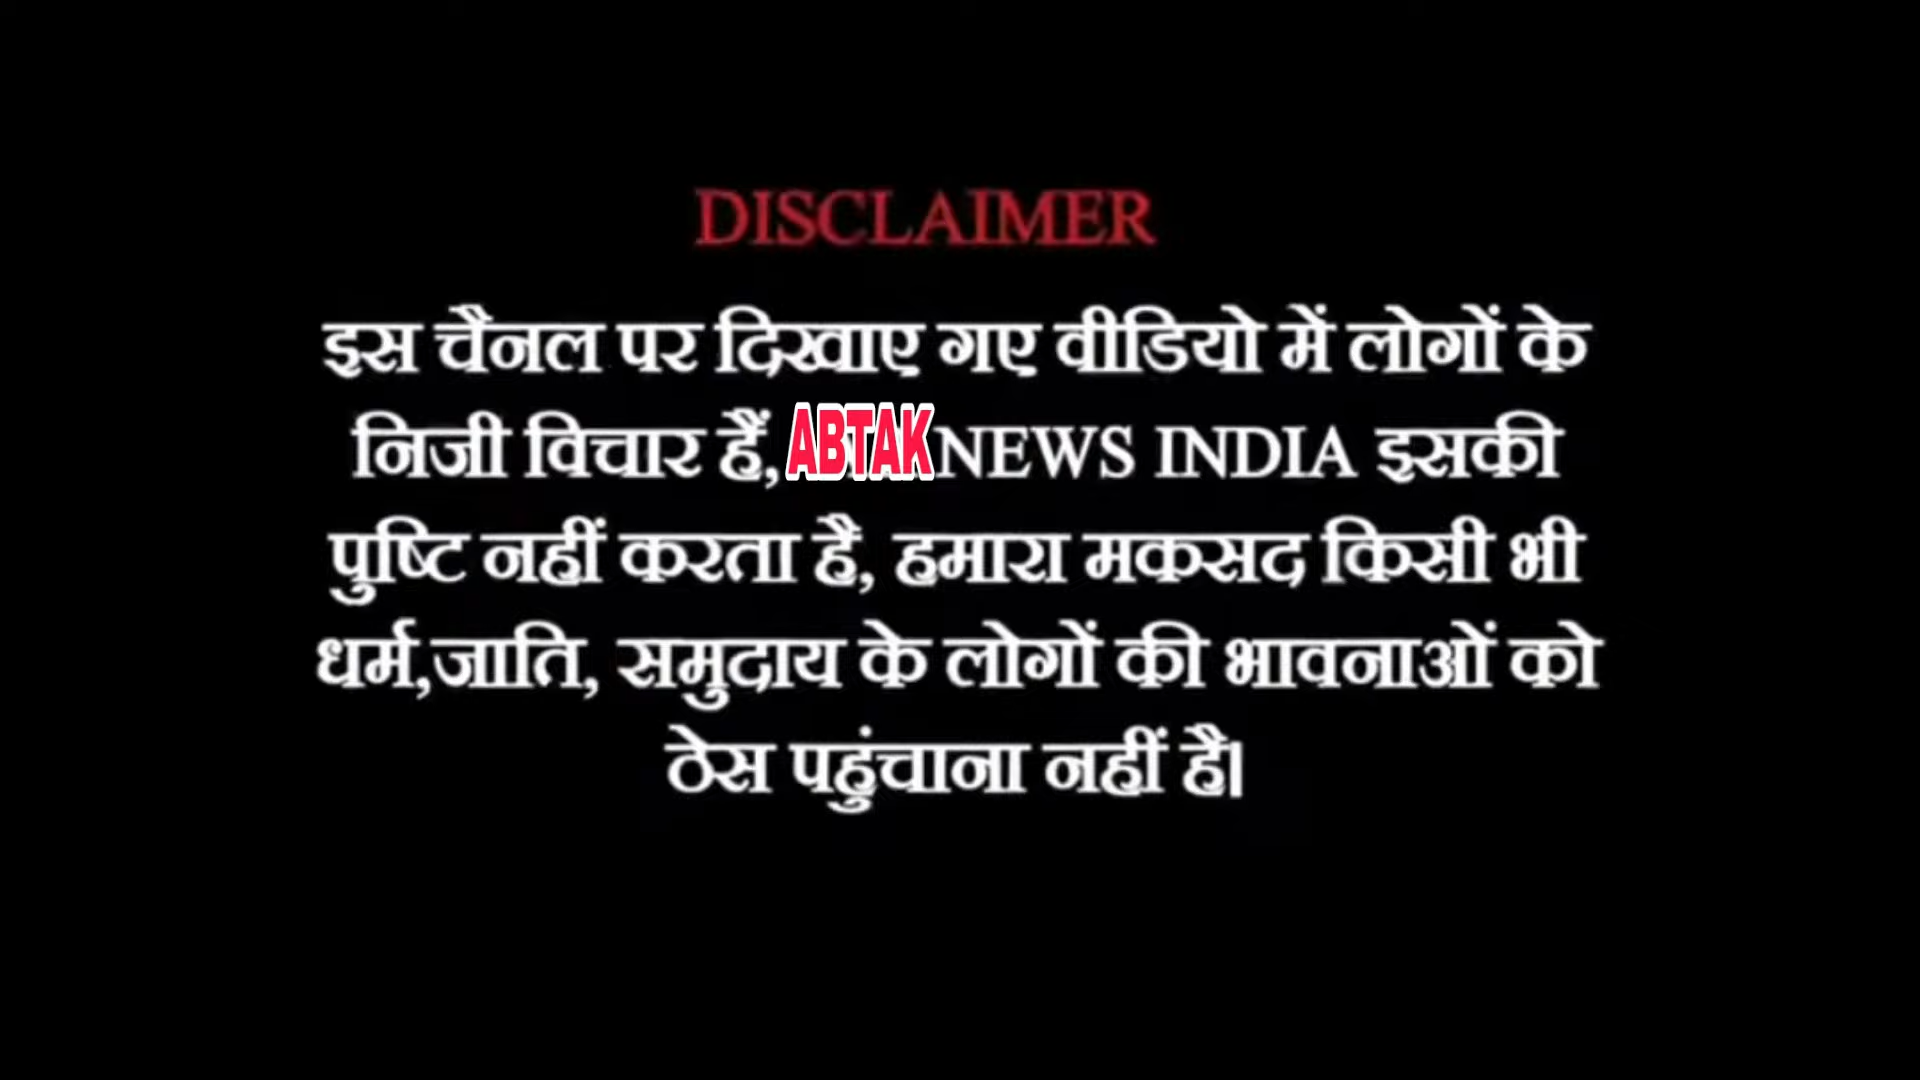 DISCLAIMER
इस चैनल पर दिखाए गए वीडियो में लोगों के
निजी विचार हैं, ABTAK NEWS INDIA इसकी
पुष्टि नहीं करता है, हमारा मकसद किसी भी
धर्म,जाति, समुदाय के लोगों की भावनाओं को
ठेस पहुंचाना नहीं है।